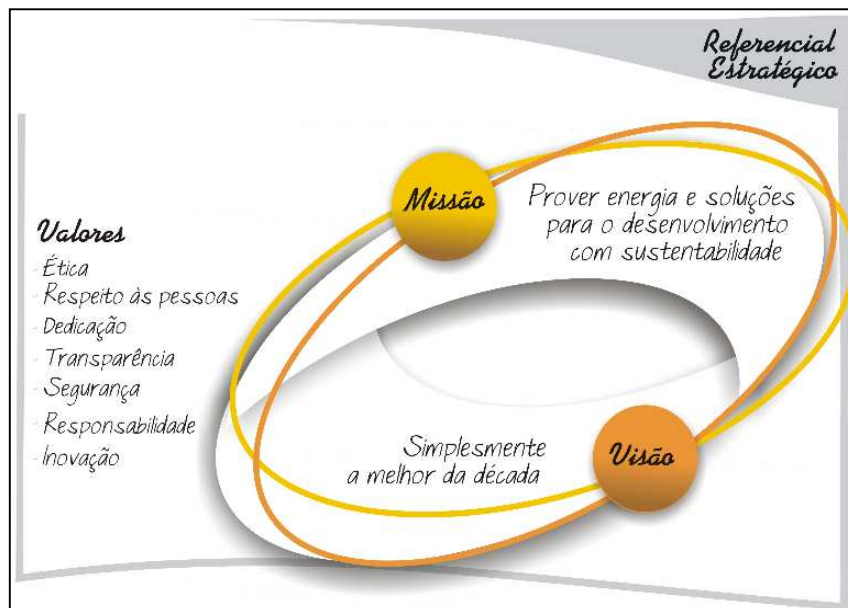 Referencial
Estratégico
Missão
Prover energia e soluções
para o desenvolvimento
com sustentabilidade
Valores
- Ética
- Respeito às pessoas
- Dedicação
- Transparência
- Segurança
- Responsabilidade
- Inovação
Simplesmente
a melhor da década
Visão